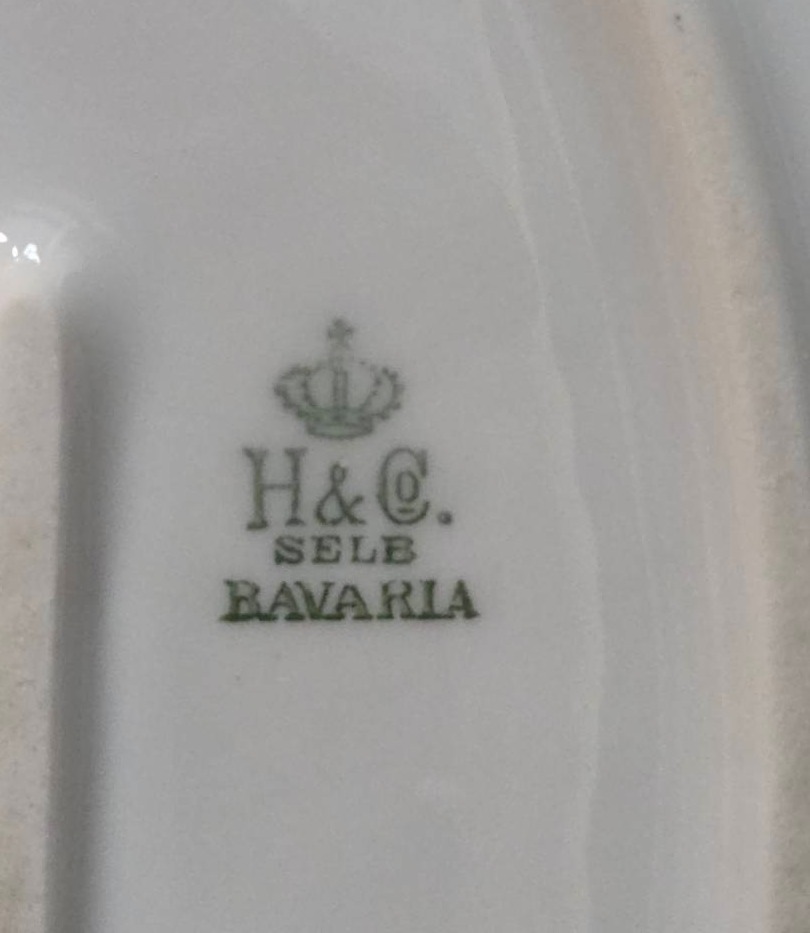 H & Co.
SELB
BAVARIA